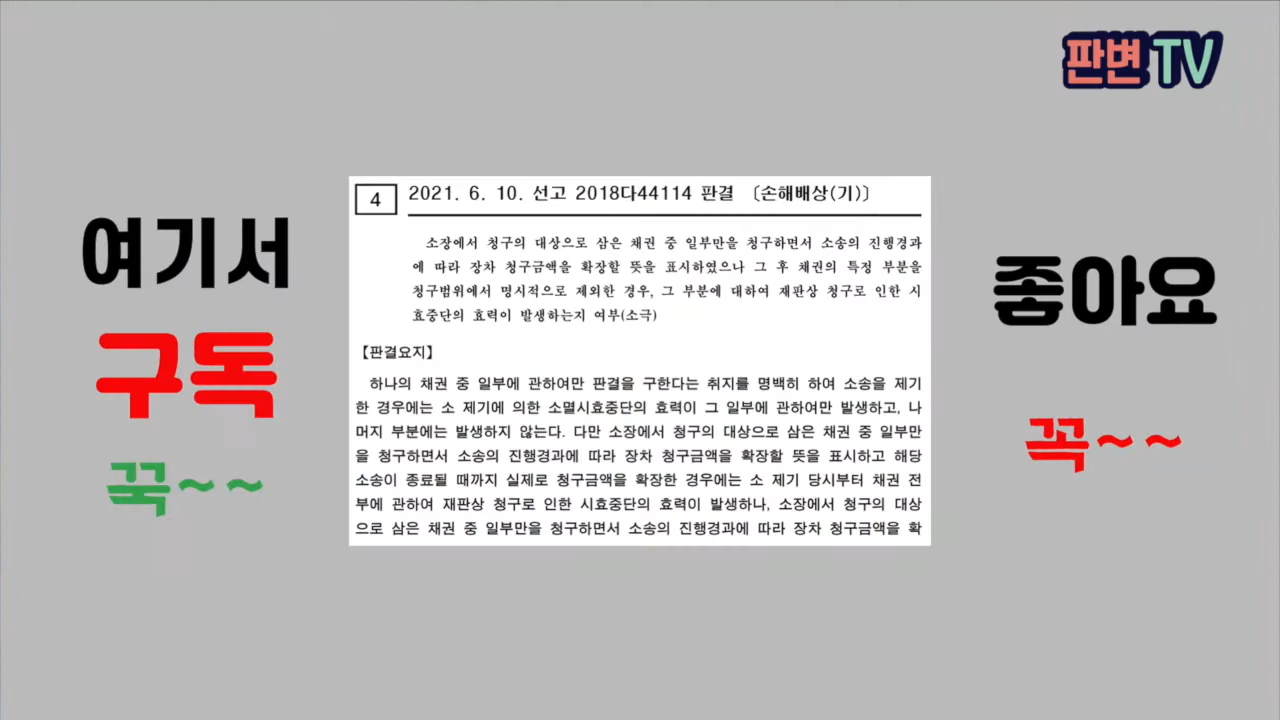 판변 TV
여기서
구독
꾹~~
4
2021. 6. 10. 선고 2018다44114 판결 〔손해배상(기)〕
소장에서 청구의 대상으로 삼은 채권 중 일부만을 청구하면서 소송의 진행경과
에 따라 장차 청구금액을 확장할 뜻을 표시하였으나 그 후 채권의 특정 부분을
청구범위에서 명시적으로 제외한 경우, 그 부분에 대하여 재판상 청구로 인한 시
효중단의 효력이 발생하는지 여부(소극)
【판결요지】
하나의 채권 중 일부에 관하여만 판결을 구한다는 취지를 명백히 하여 소송을 제기
한 경우에는 소 제기에 의한 소멸시효중단의 효력이 그 일부에 관하여만 발생하고, 나
머지 부분에는 발생하지 않는다. 다만 소장에서 청구의 대상으로 삼은 채권 중 일부만
을 청구하면서 소송의 진행경과에 따라 장차 청구금액을 확장할 뜻을 표시하고 해당
소송이 종료될 때까지 실제로 청구금액을 확장한 경우에는 소 제기 당시부터 채권 전
부에 관하여 재판상 청구로 인한 시효중단의 효력이 발생하나, 소장에서 청구의 대상
으로 삼은 채권 중 일부만을 청구하면서 소송의 진행경과에 따라 장차 청구금액을 확
좋아요
꼭~~